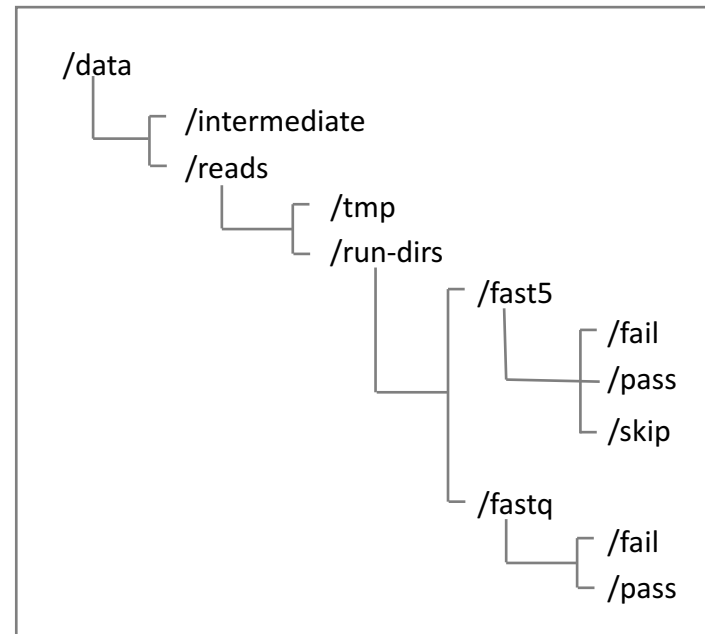 /data
/intermediate
/reads
/tmp
/run-dirs
/fast5
/fail
/pass
/skip
/fastq
/fail
/pass